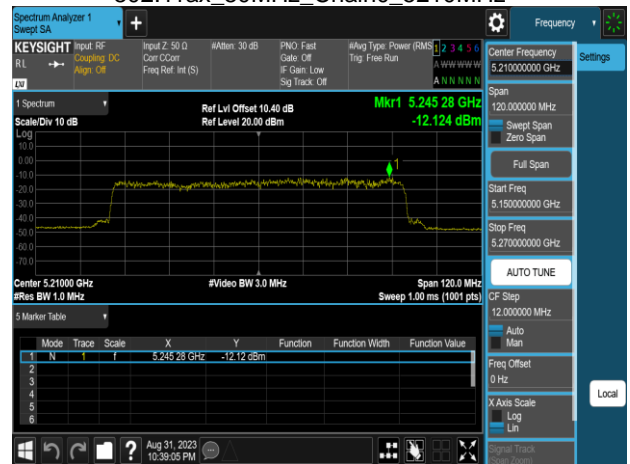 Spectrum Analyzer 1
Swept SA
Frequency
KEYSIGHT
RL
LXI
Input: RF
Coupling: DC
Align: Off
Input Z: 50 Ω
Corr CCorr
Freq Ref: Int (S)
#Atten: 30 dB
PNO: Fast
Gate: Off
IF Gain: Low
Sig Track: Off
#Avg Type: Power (RMS
Trig: Free Run
1 2 3 4 5 6
A W W W W W
A N N N N N
Center Frequency
5.210000000 GHz
Settings
Span
120.000000 MHz
Swept Span
Zero Span
Full Span
Start Freq
5.150000000 GHz
Stop Freq
5.270000000 GHz
AUTO TUNE
CF Step
12.000000 MHz
Auto
Man
Freq Offset
0 Hz
X Axis Scale
Log
Lin
Signal Track
(Span Zoom)
Local
1 Spectrum
Scale/Div 10 dB
Ref Lvl Offset 10.40 dB
Ref Level 20.00 dBm
Mkr1 5.245 28 GHz
-12.124 dBm
Log
10.0
0.00
-10.0
-20.0
-30.0
-40.0
-50.0
-60.0
-70.0
1
Center 5.21000 GHz
#Res BW 1.0 MHz
#Video BW 3.0 MHz
Span 120.0 MHz
Sweep 1.00 ms (1001 pts)
5 Marker Table
Mode Trace Scale X Y Function Function Width Function Value
1 N 1 f 5.245 28 GHz -12.12 dBm
2
3
4
5
6
?
Aug 31, 2023
10:39:05 PM